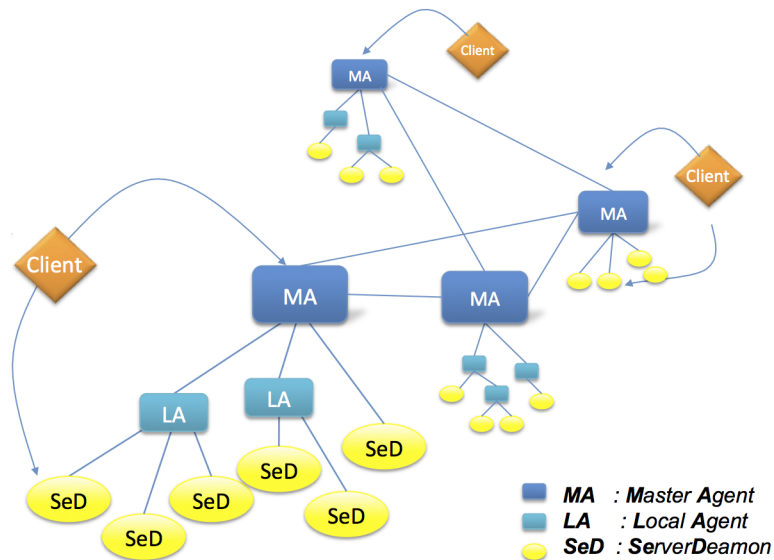 Client
MA
Client
MA
Client
MA
MA
LA
LA
SeD
SeD
SeD
SeD
SeD
SeD
MA : Master Agent
LA : Local Agent
SeD : ServerDeamon